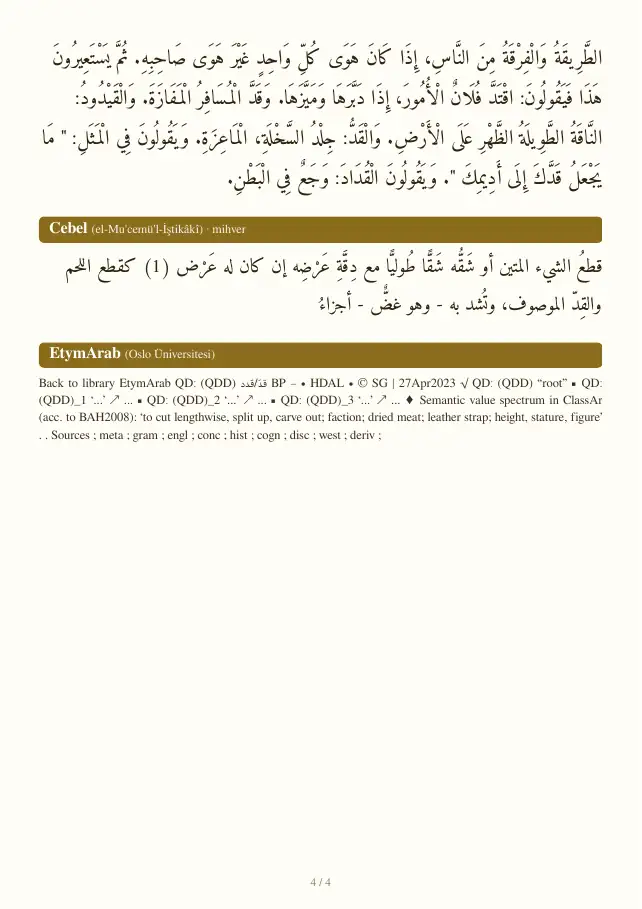 الطَّرِيقَةُ وَالْفِرْقَةُ مِنَ النَّاسِ، إِذَا كَانَ هَوَى كُلِّ وَاحِدٍ غَيْرَ هَوَى صَاحِبِهِ. ثُمَّ يَسْتَعِيرُونَ
هَذَا فَيَقُولُونَ: اقْتَدَّ فُلَانٌ الْأُمُورَ، إِذَا دَبَّرَهَا وَمَيَّزَهَا. وَقَدَّ الْمُسَافِرُ الْمَفَازَةَ. وَالْقَيْدُودُ:
النَّاقَةُ الطَّوِيلَةُ الظَّهْرِ عَلَى الْأَرْضِ. وَالْقَدُّ: جِلْدُ السَّخْلَةِ، الْمَاعِزَةِ. وَيَقُولُونَ فِي الْمَثَلِ: " مَا
يَجْعَلُ قَدَّكَ إِلَى أَدِيمِكَ ". وَيَقُولُونَ الْقُدَادَ: وَجَعٌ فِي الْبَطْنِ.
Cebel (el-Mu'cemü'l-İştikâkî) · mihver
قطعُ الشيء المتين أو شَقُّه شَقًّا طُوليًّا مع دِقَّةِ عَرْضِه إن كان له عَرْض (1) كقطع اللحم
والقِدّ الموصوف، وتُشد به - وهو غضٌّ - أجزاءُ
EtymArab (Oslo Üniversitesi)
Back to library EtymArab QD: (QDD) قدّ/قدد BP – • HDAL • © SG | 27Apr2023 √ QD: (QDD) “root” ▪ QD:
(QDD)_1 ‘...’ ↗ ... ▪ QD: (QDD)_2 ‘...’ ↗ ... ▪ QD: (QDD)_3 ‘...’ ↗ ... ♦ Semantic value spectrum in ClassAr
(acc. to BAH2008): ‘to cut lengthwise, split up, carve out; faction; dried meat; leather strap; height, stature, figure’
. . Sources ; meta ; gram ; engl ; conc ; hist ; cogn ; disc ; west ; deriv ;
4 / 4